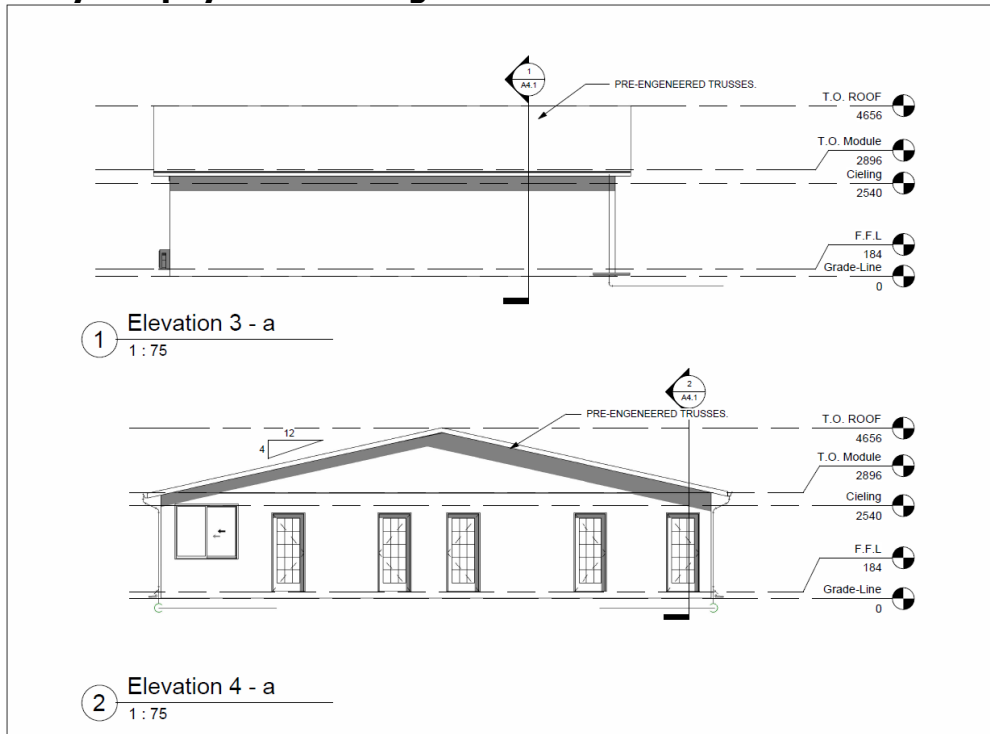 1
A4.1
PRE-ENGENEERED TRUSSES.
T.O. ROOF
4656
T.O. Module
2896
Cieling
2540
F.F.L
184
Grade-Line
0
1
Elevation 3 - a
1 : 75
2
A4.1
PRE-ENGENEERED TRUSSES.
12
4
T.O. ROOF
4656
T.O. Module
2896
Cieling
2540
F.F.L
184
Grade-Line
0
2
Elevation 4 - a
1 : 75